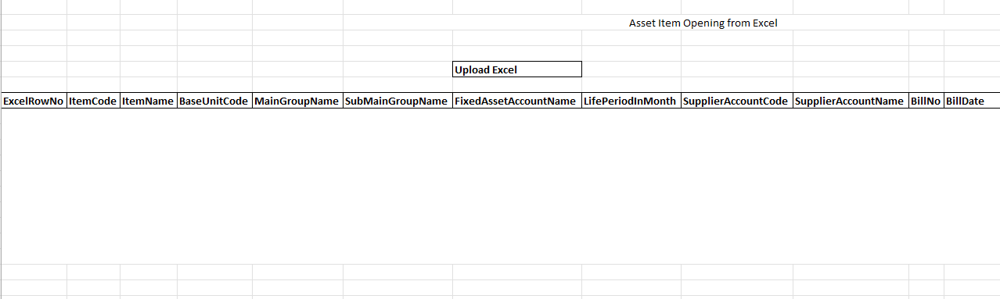 Asset Item Opening from Excel
Upload Excel
ExcelRowNo ItemCode ItemName BaseUnitCode MainGroupName SubMainGroupName FixedAssetAccountName LifePeriodInMonth SupplierAccountCode SupplierAccountName BillNo BillDate